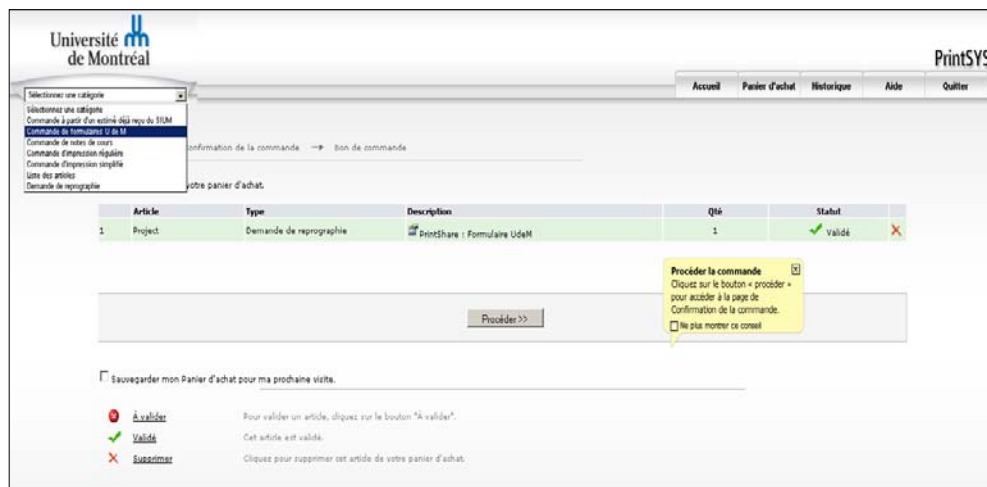 Université
de Montréal
PrintSYS
Accueil Panier d'achat Historique Aide Quitter
Sélectionnez une catégorie
Sélectionnez une catégorie
Commande à partir d'un estimé déjà reçu du SIUM
Commande de formulaires U de M
Commande de notes de cours
Commande d'impression régulière
Commande d'impression simplifié
Liste des articles
Demande de reprographie
onfirmation de la commande → Bon de commande
votre panier d'achat.
Article Type Description Qté Statut
1 Project Demande de reprographie PrintShare : Formulaire UdeM 1 Validé
Procéder la commande
Cliquez sur le bouton « procéder »
pour accéder à la page de
Confirmation de la commande.
Ne plus montrer ce conseil
Procéder >>
Sauvegarder mon Panier d'achat pour ma prochaine visite.
À valider Pour valider un article, cliquez sur le bouton "À valider".
Validé Cet article est validé.
Supprimer Cliquez pour supprimer cet article de votre panier d'achat.